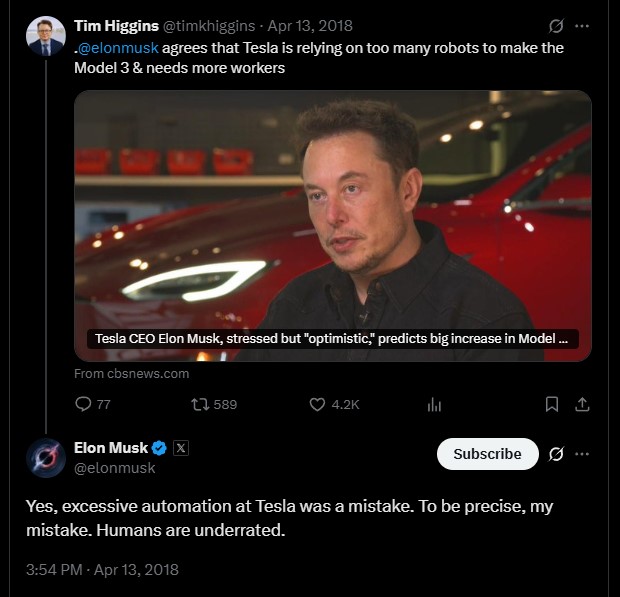 Tim Higgins @timkhiggins · Apr 13, 2018
.@elonmusk agrees that Tesla is relying on too many robots to make the
Model 3 & needs more workers
Tesla CEO Elon Musk, stressed but "optimistic," predicts big increase in Model ...
From cbsnews.com
77 589 4.2K
Elon Musk
Subscribe
@elonmusk
Yes, excessive automation at Tesla was a mistake. To be precise, my
mistake. Humans are underrated.
3:54 PM · Apr 13, 2018